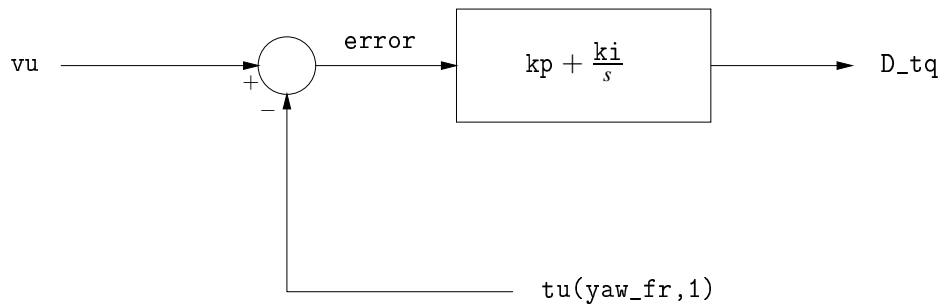 error
vu
kp + ki/s
D_tq
+
−
tu(yaw_fr,1)